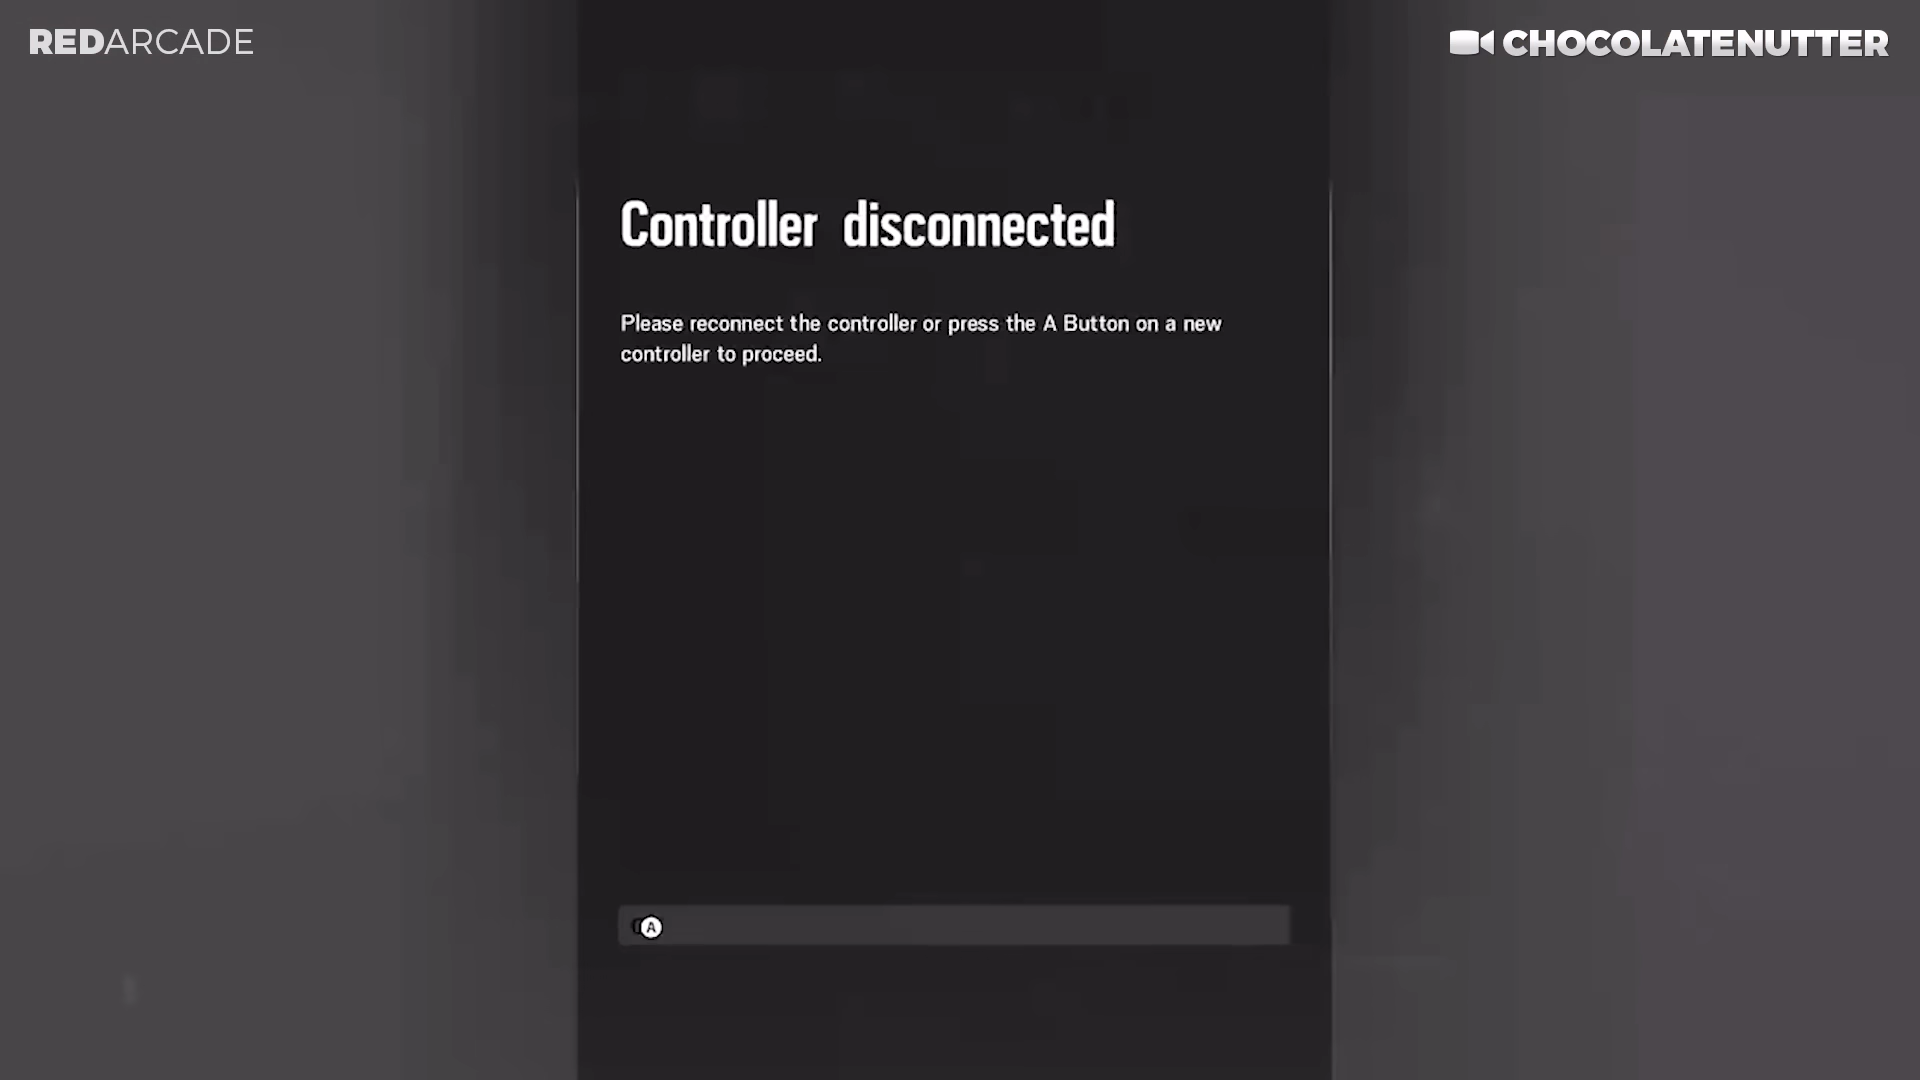 REDARCADE
CHOCOLATENUTTER
Controller disconnected
Please reconnect the controller or press the A Button on a new
controller to proceed.
A